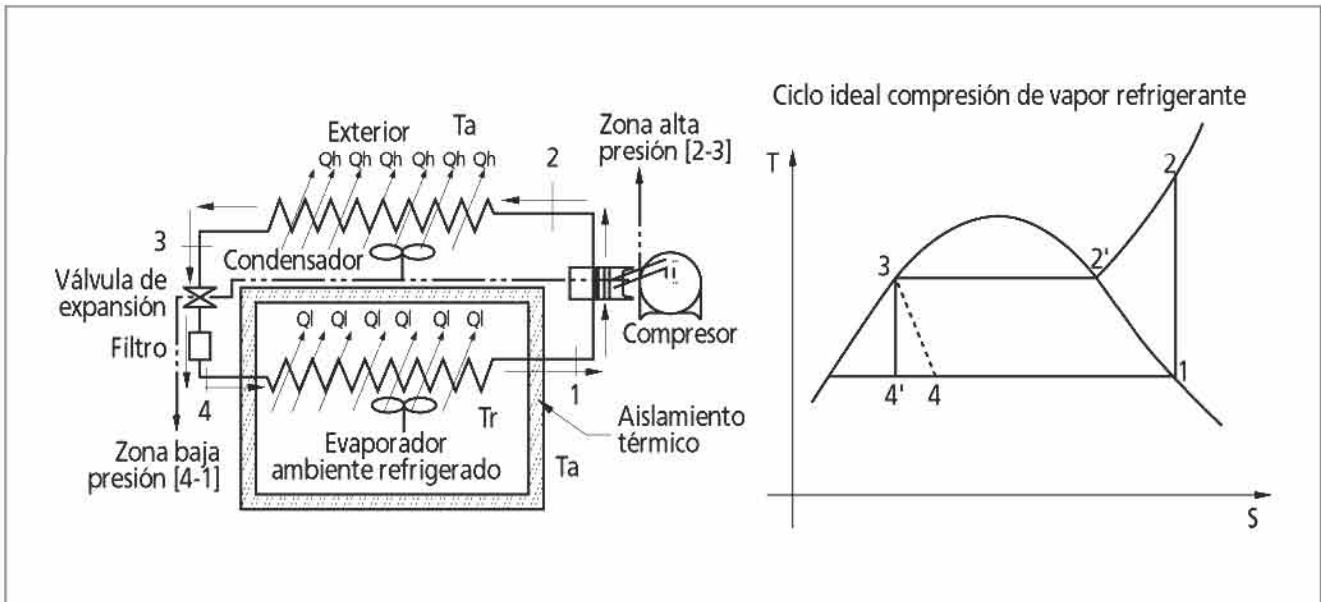 Ciclo ideal compresión de vapor refrigerante
Exterior
Ta
Qh Qh Qh Qh Qh Qh Qh
2
Zona alta
presión [2-3]
3
Condensador
Válvula de
expansión
Filtro
Ql Ql Ql Ql Ql Ql
Compresor
4
1
Tr
Evaporador
ambiente refrigerado
Aislamiento
térmico
Ta
Zona baja
presión [4-1]
T
2
3
2'
4'
4
1
S